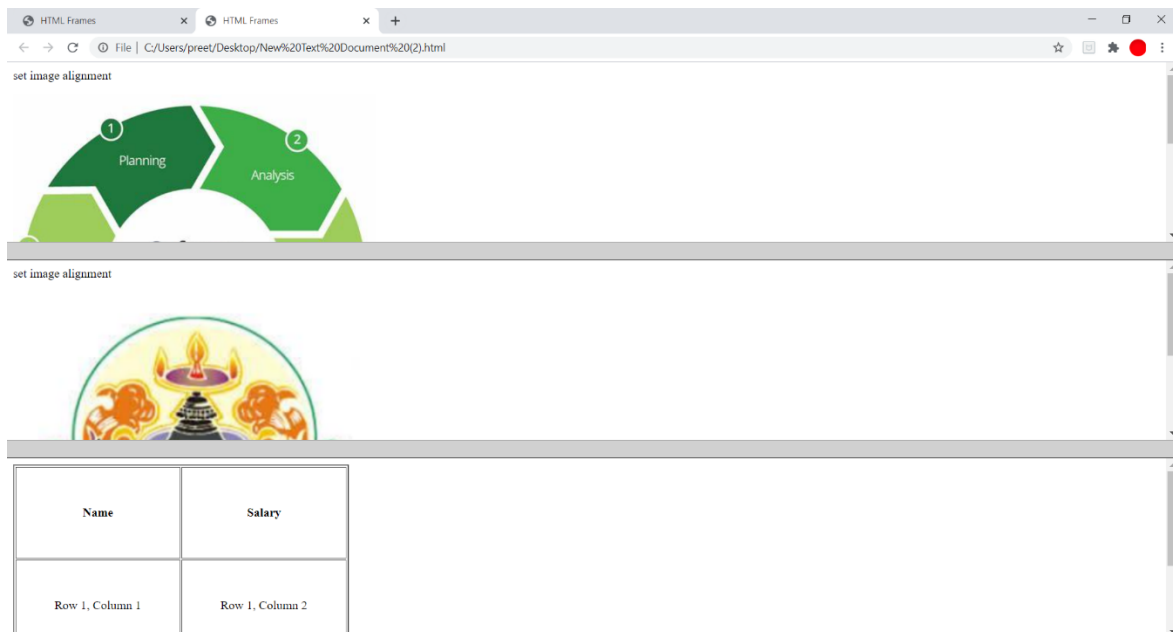 HTML Frames
HTML Frames
File | C:/Users/preet/Desktop/New%20Text%20Document%20(2).html
set image alignment
1
Planning
2
Analysis
set image alignment
Name Salary
Row 1, Column 1 Row 1, Column 2